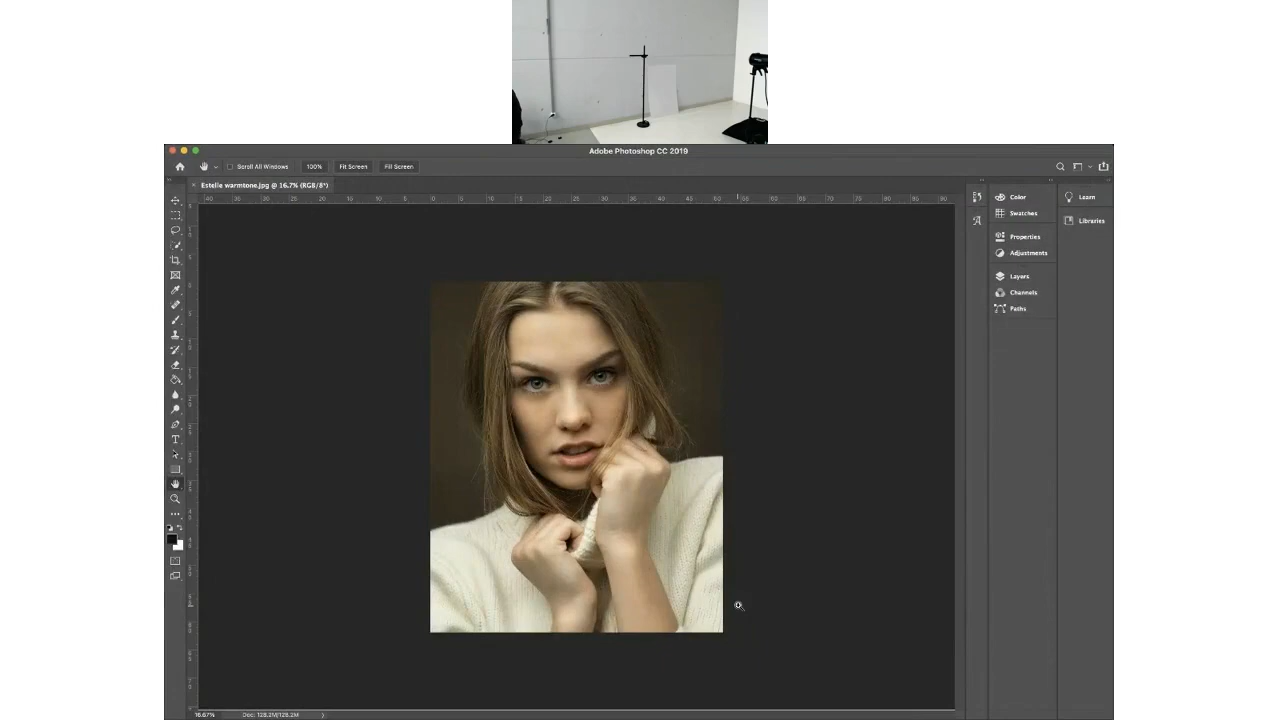 Adobe Photoshop CC 2019
Scroll All Windows 100% Fit Screen Fill Screen
× Estelle warmtone.jpg @ 16.7% (RGB/8*)
Color
Swatches
Properties
Adjustments
Layers
Channels
Paths
Learn
Libraries
16.67% Doc: 128.2M/128.2M